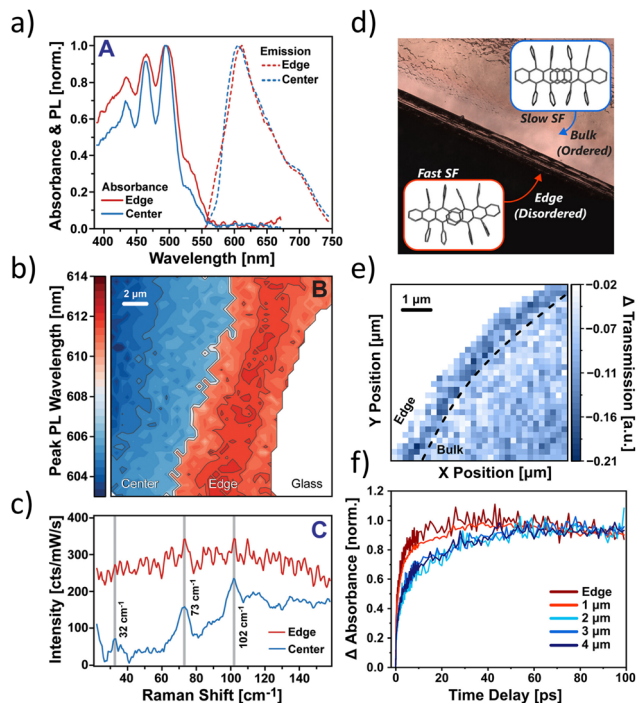 a)
A
Absorbance & PL [norm.]
1.0
0.8
0.6
0.4
0.2
0.0
Emission
Edge
Center
Absorbance
Edge
Center
400 450 500 550 600 650 700 750
Wavelength [nm]
b)
Peak PL Wavelength [nm]
614
612
610
608
606
604
2 μm
B
Center
Edge
Glass
c)
C
Intensity [cts/mW/s]
400
300
200
100
0
32 cm-1
73 cm-1
102 cm-1
Edge
Center
20 40 60 80 100 120 140
Raman Shift [cm-1]
d)
Slow SF
Bulk
(Ordered)
Fast SF
Edge
(Disordered)
e)
1 μm
Y Position [μm]
Edge
Bulk
X Position [μm]
−0.02
−0.07
−0.11
−0.16
−0.21
Δ Transmission [a.u.]
f)
Δ Absorbance [norm.]
1.2
1.0
0.8
0.6
0.4
0.2
0.0
Edge
1 μm
2 μm
3 μm
4 μm
0 20 40 60 80 100
Time Delay [ps]